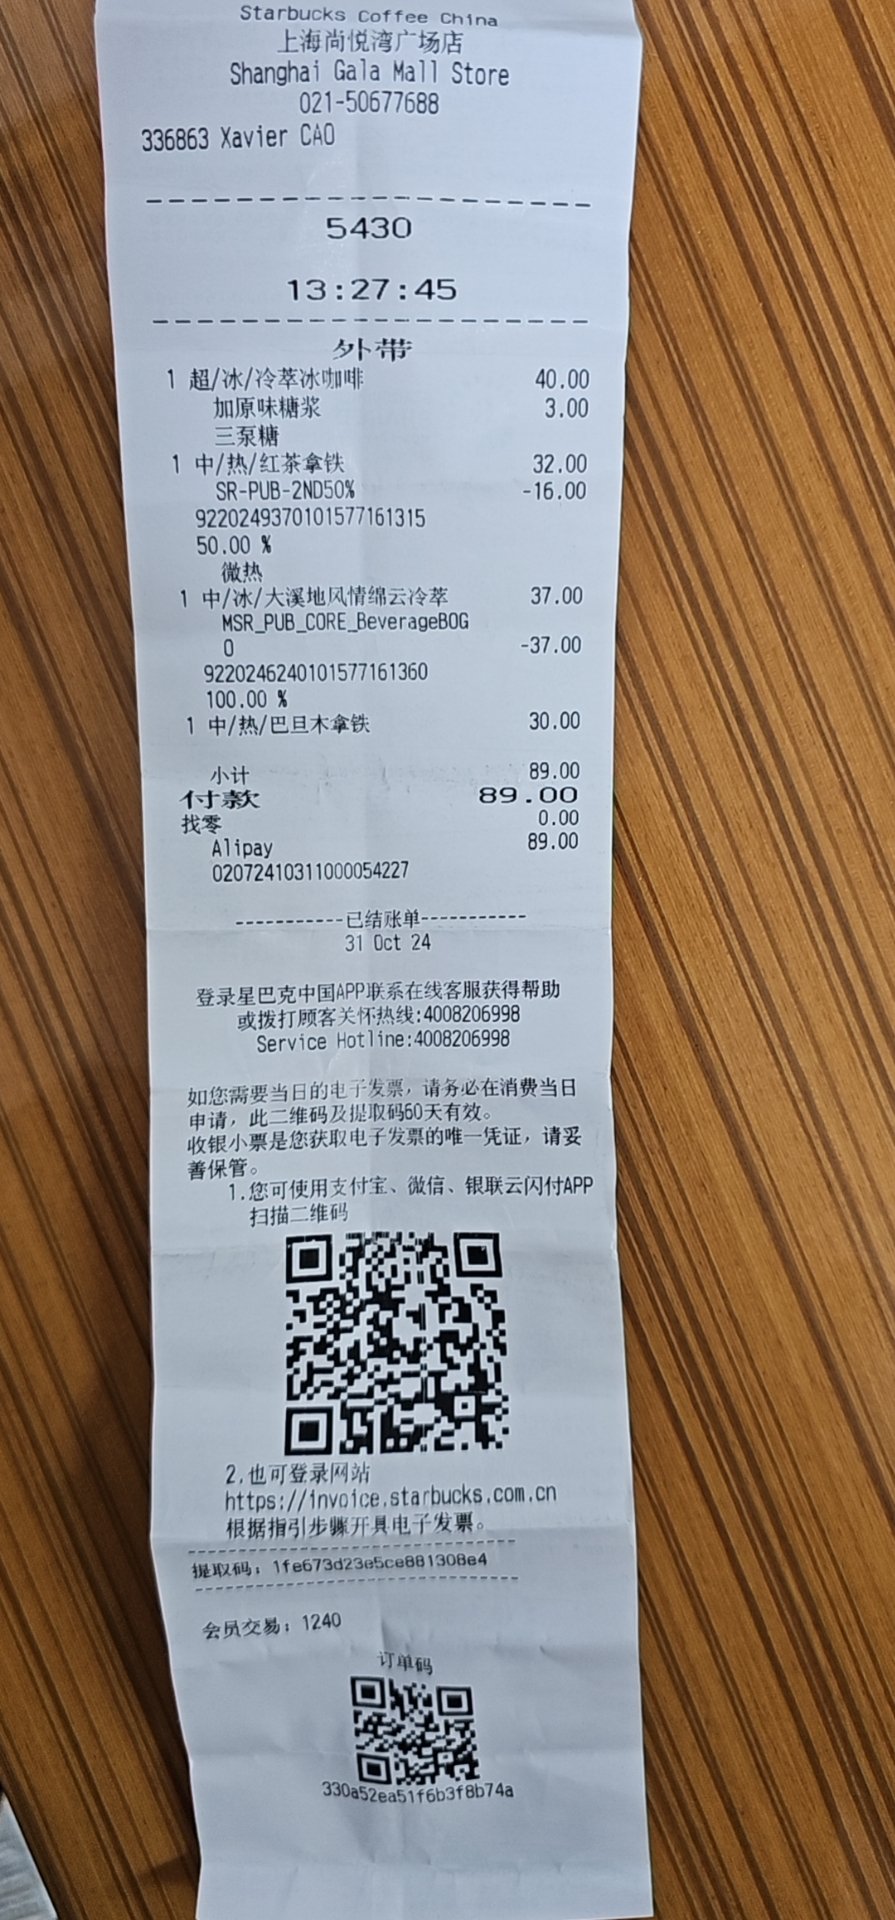 Starbucks Coffee China
上海尚悦湾广场店
Shanghai Gala Mall Store
021-50677688
336863 Xavier CAO
5430
13:27:45
外带
1 超/冰/冷萃冰咖啡 40.00
加原味糖浆 3.00
三泵糖
1 中/热/红茶拿铁 32.00
SR-PUB-2ND50% -16.00
9220249370101577161315
50.00 %
微热
1 中/冰/大溪地风情绵云冷萃 37.00
MSR_PUB_CORE_BeverageBOG
O -37.00
9220246240101577161360
100.00 %
1 中/热/巴旦木拿铁 30.00
小计 89.00
付款 89.00
找零 0.00
Alipay 89.00
02072410311000054227
-----------已结账单-----------
31 Oct 24
登录星巴克中国APP联系在线客服获得帮助
或拨打顾客关怀热线:4008206998
Service Hotline:4008206998
如您需要当日的电子发票，请务必在消费当日
申请，此二维码及提取码60天有效。
收银小票是您获取电子发票的唯一凭证，请妥
善保管。
1.您可使用支付宝、微信、银联云闪付APP
扫描二维码
2.也可登录网站
https://invoice.starbucks.com.cn
根据指引步骤开具电子发票。
提取码：1fe673d23e5ce881308e4
会员交易：1240
订单码
330a52ea51f6b3f8b74a